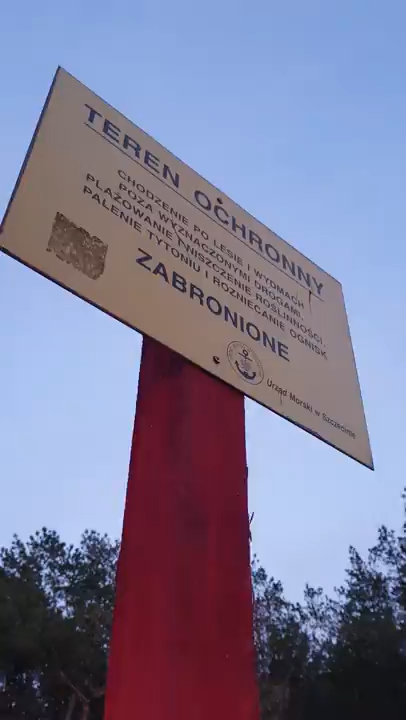 TEREN OCHRONNY
CHODZENIE PO LESIE I WYDMACH
POZA WYZNACZONYMI DROGAMI,
PLAŻOWANIE I NISZCZENIE ROŚLINNOŚCI,
PALENIE TYTONIU I ROZNIECANIE OGNISK
ZABRONIONE
Urząd Morski w Szczecinie